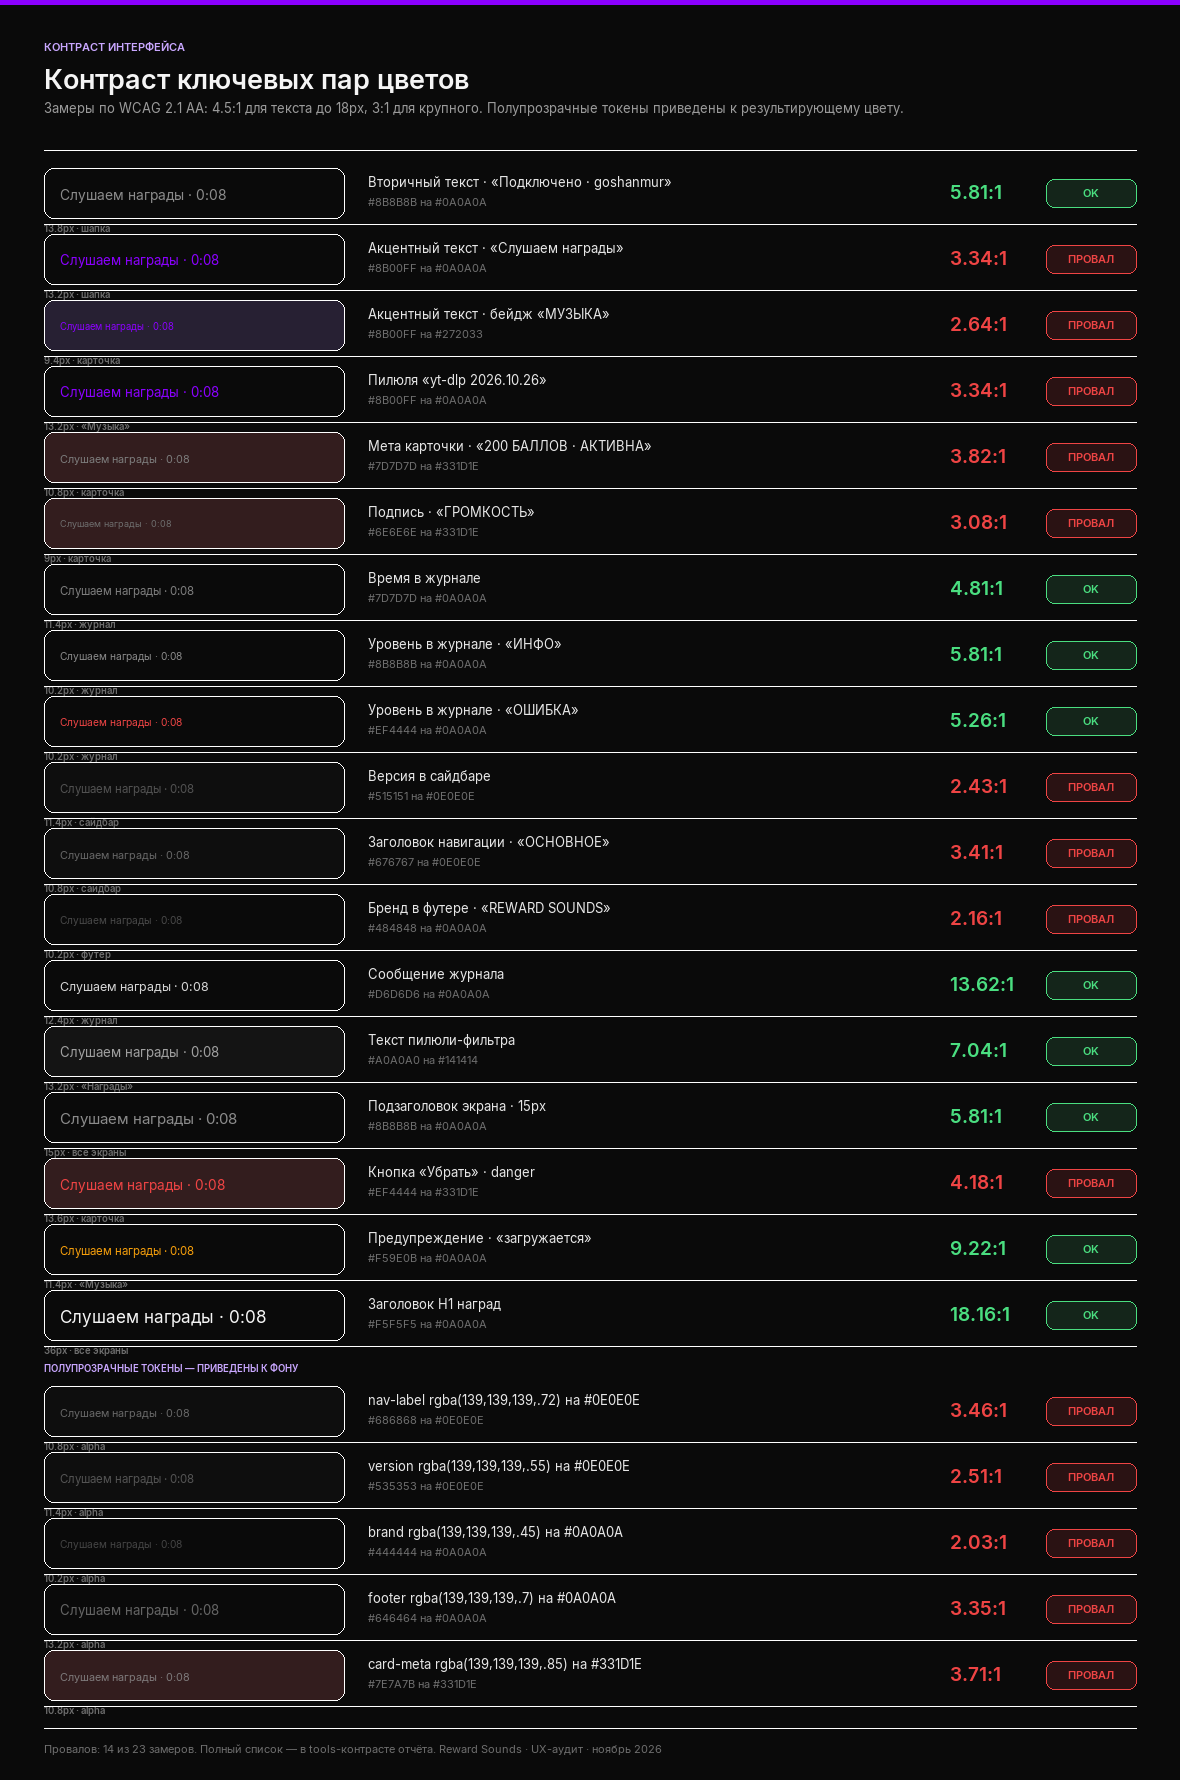 КОНТРАСТ ИНТЕРФЕЙСА
Контраст ключевых пар цветов
Замеры по WCAG 2.1 AA: 4.5:1 для текста до 18px, 3:1 для крупного. Полупрозрачные токены приведены к результирующему цвету.
Слушаем награды · 0:08
Вторичный текст · «Подключено · goshanmur»
#8B8B8B на #0A0A0A
5.81:1
OK
13.8px · шапка
Слушаем награды · 0:08
Акцентный текст · «Слушаем награды»
#8B00FF на #0A0A0A
3.34:1
ПРОВАЛ
13.2px · шапка
Слушаем награды · 0:08
Акцентный текст · бейдж «МУЗЫКА»
#8B00FF на #272033
2.64:1
ПРОВАЛ
9.4px · карточка
Слушаем награды · 0:08
Пилюля «yt-dlp 2026.10.26»
#8B00FF на #0A0A0A
3.34:1
ПРОВАЛ
13.2px · «Музыка»
Слушаем награды · 0:08
Мета карточки · «200 БАЛЛОВ · АКТИВНА»
#7D7D7D на #331D1E
3.82:1
ПРОВАЛ
10.8px · карточка
Слушаем награды · 0:08
Подпись · «ГРОМКОСТЬ»
#6E6E6E на #331D1E
3.08:1
ПРОВАЛ
9px · карточка
Слушаем награды · 0:08
Время в журнале
#7D7D7D на #0A0A0A
4.81:1
OK
11.4px · журнал
Слушаем награды · 0:08
Уровень в журнале · «ИНФО»
#8B8B8B на #0A0A0A
5.81:1
OK
10.2px · журнал
Слушаем награды · 0:08
Уровень в журнале · «ОШИБКА»
#EF4444 на #0A0A0A
5.26:1
OK
10.2px · журнал
Слушаем награды · 0:08
Версия в сайдбаре
#515151 на #0E0E0E
2.43:1
ПРОВАЛ
11.4px · сайдбар
Слушаем награды · 0:08
Заголовок навигации · «ОСНОВНОЕ»
#676767 на #0E0E0E
3.41:1
ПРОВАЛ
10.8px · сайдбар
Слушаем награды · 0:08
Бренд в футере · «REWARD SOUNDS»
#484848 на #0A0A0A
2.16:1
ПРОВАЛ
10.2px · футер
Слушаем награды · 0:08
Сообщение журнала
#D6D6D6 на #0A0A0A
13.62:1
OK
12.4px · журнал
Слушаем награды · 0:08
Текст пилюли-фильтра
#A0A0A0 на #141414
7.04:1
OK
13.2px · «Награды»
Слушаем награды · 0:08
Подзаголовок экрана · 15px
#8B8B8B на #0A0A0A
5.81:1
OK
15px · все экраны
Слушаем награды · 0:08
Кнопка «Убрать» · danger
#EF4444 на #331D1E
4.18:1
ПРОВАЛ
13.6px · карточка
Слушаем награды · 0:08
Предупреждение · «загружается»
#F59E0B на #0A0A0A
9.22:1
OK
11.4px · «Музыка»
Слушаем награды · 0:08
Заголовок H1 наград
#F5F5F5 на #0A0A0A
18.16:1
OK
36px · все экраны
ПОЛУПРОЗРАЧНЫЕ ТОКЕНЫ — ПРИВЕДЕНЫ К ФОНУ
Слушаем награды · 0:08
nav-label rgba(139,139,139,.72) на #0E0E0E
#686868 на #0E0E0E
3.46:1
ПРОВАЛ
10.8px · alpha
Слушаем награды · 0:08
version rgba(139,139,139,.55) на #0E0E0E
#535353 на #0E0E0E
2.51:1
ПРОВАЛ
11.4px · alpha
Слушаем награды · 0:08
brand rgba(139,139,139,.45) на #0A0A0A
#444444 на #0A0A0A
2.03:1
ПРОВАЛ
10.2px · alpha
Слушаем награды · 0:08
footer rgba(139,139,139,.7) на #0A0A0A
#646464 на #0A0A0A
3.35:1
ПРОВАЛ
13.2px · alpha
Слушаем награды · 0:08
card-meta rgba(139,139,139,.85) на #331D1E
#7E7A7B на #331D1E
3.71:1
ПРОВАЛ
10.8px · alpha
Провалов: 14 из 23 замеров. Полный список — в tools-контрасте отчёта. Reward Sounds · UX-аудит · ноябрь 2026